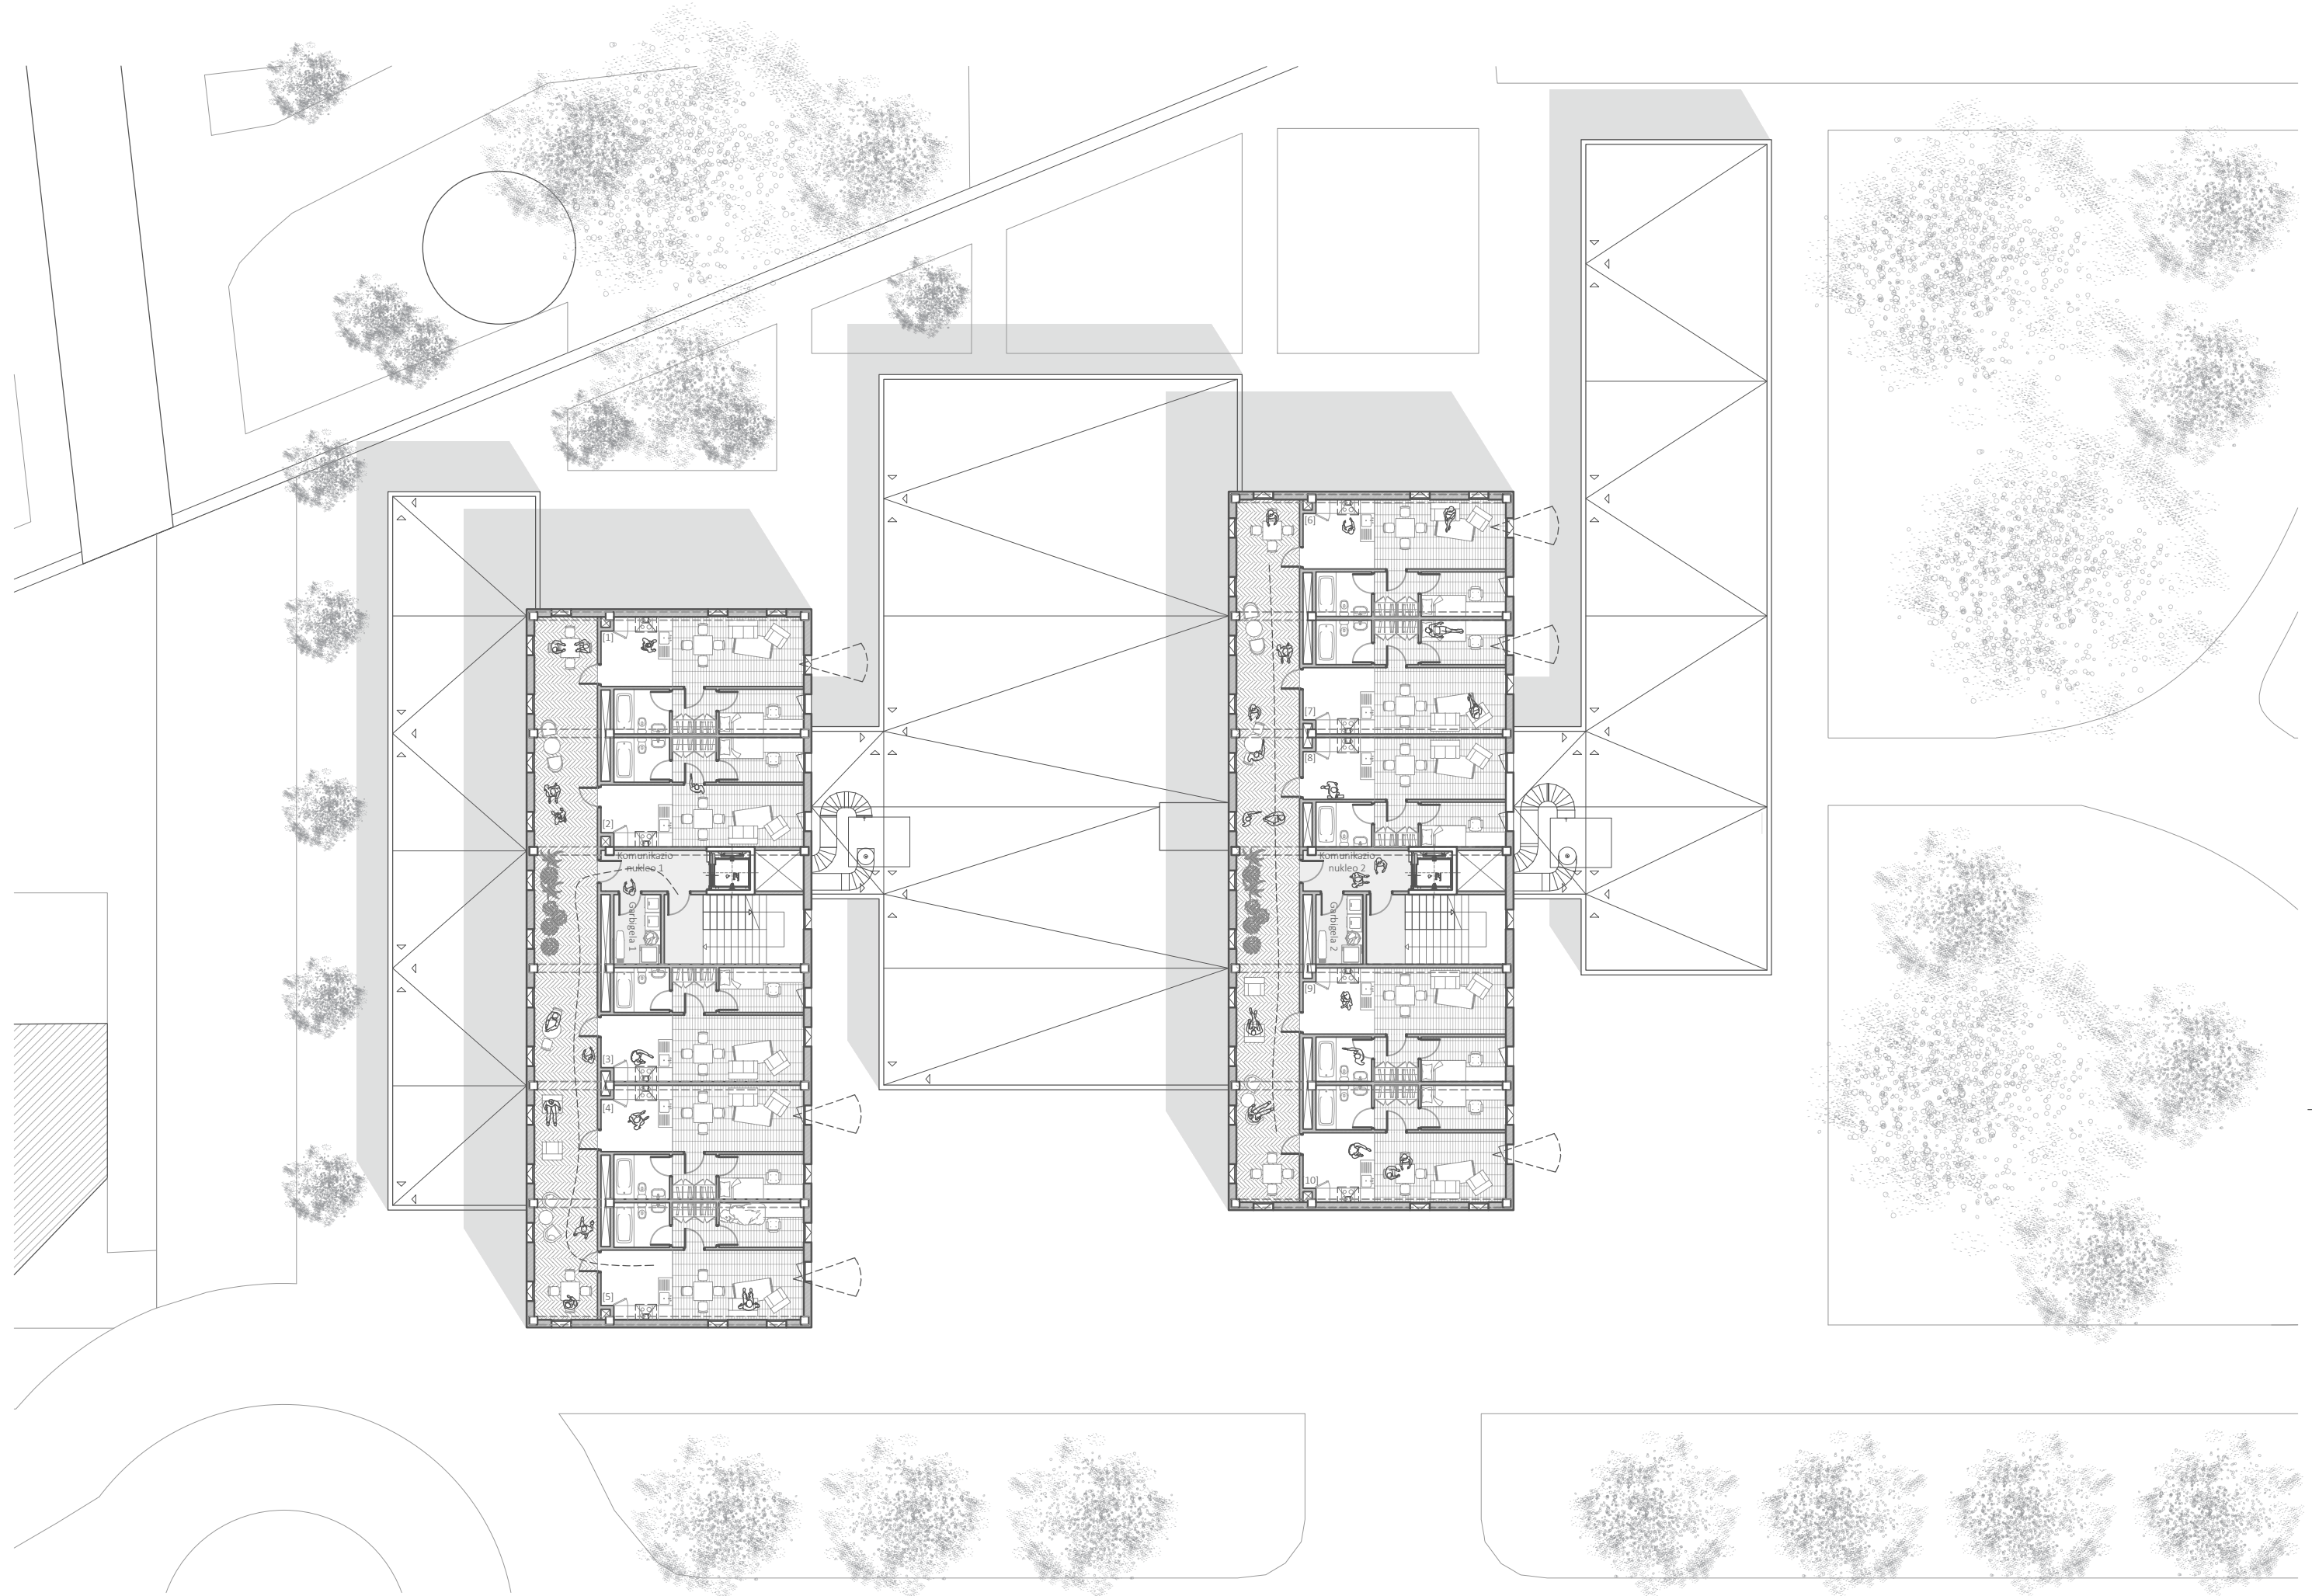 [1]
[2]
Komunikazio
nukleo 1
Garbigela 1
[3]
[4]
[5]
[6]
[7]
[8]
Komunikazio
nukleo 2
Garbigela 2
[9]
10]